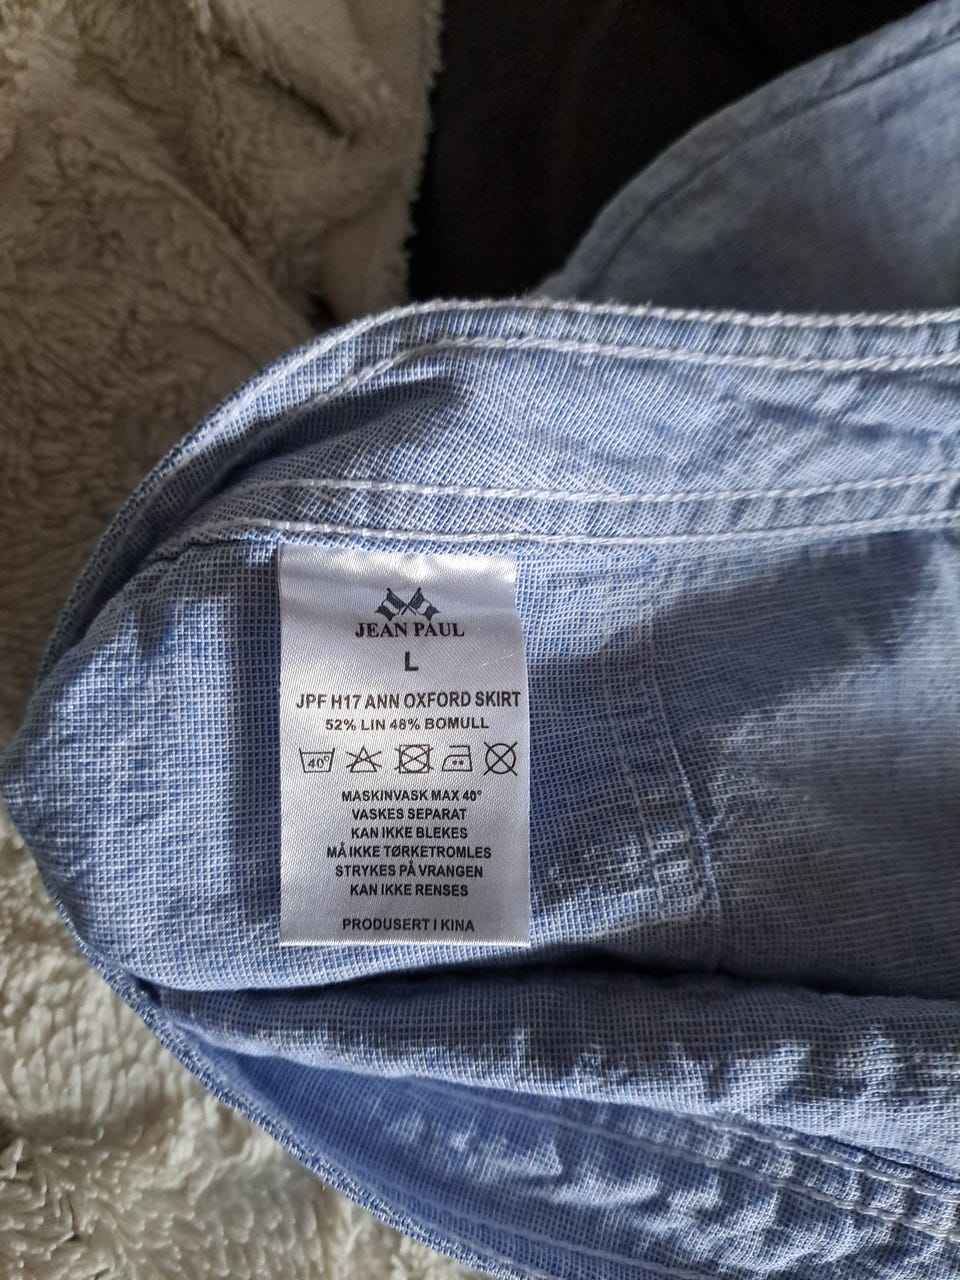 JEAN PAUL
L
JPF H17 ANN OXFORD SKIRT
52% LIN 48% BOMULL
40°
MASKINVASK MAX 40°
VASKES SEPARAT
KAN IKKE BLEKES
MÅ IKKE TØRKETROMLES
STRYKES PÅ VRANGEN
KAN IKKE RENSES
PRODUSERT I KINA